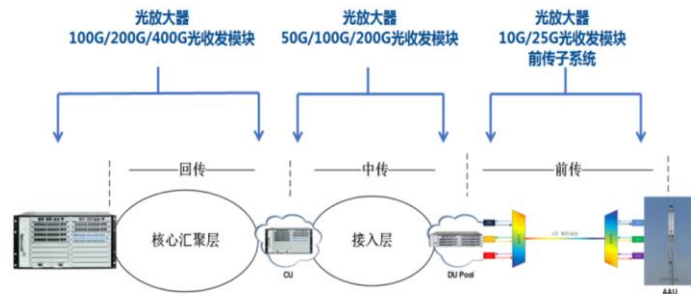 光放大器
100G/200G/400G光收发模块
光放大器
50G/100G/200G光收发模块
光放大器
10G/25G光收发模块
前传子系统
回传
中传
前传
核心汇聚层
CU
接入层
DU Pool
AAU